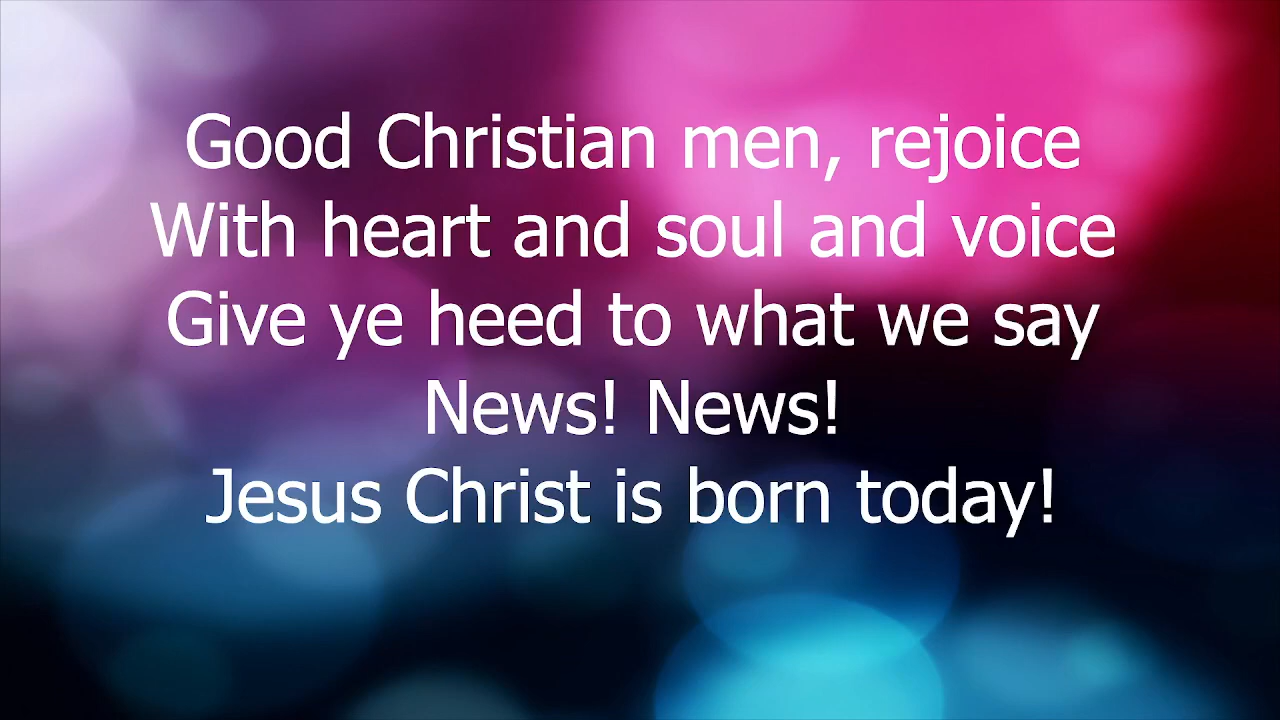 Good Christian men, rejoice
With heart and soul and voice
Give ye heed to what we say
News! News!
Jesus Christ is born today!